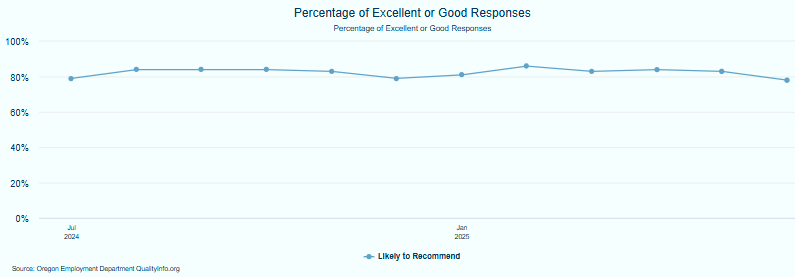 Percentage of Excellent or Good Responses
Percentage of Excellent or Good Responses
100%
80%
60%
40%
20%
0%
Jul
2024
Jan
2025
Likely to Recommend
Source: Oregon Employment Department QualityInfo.org